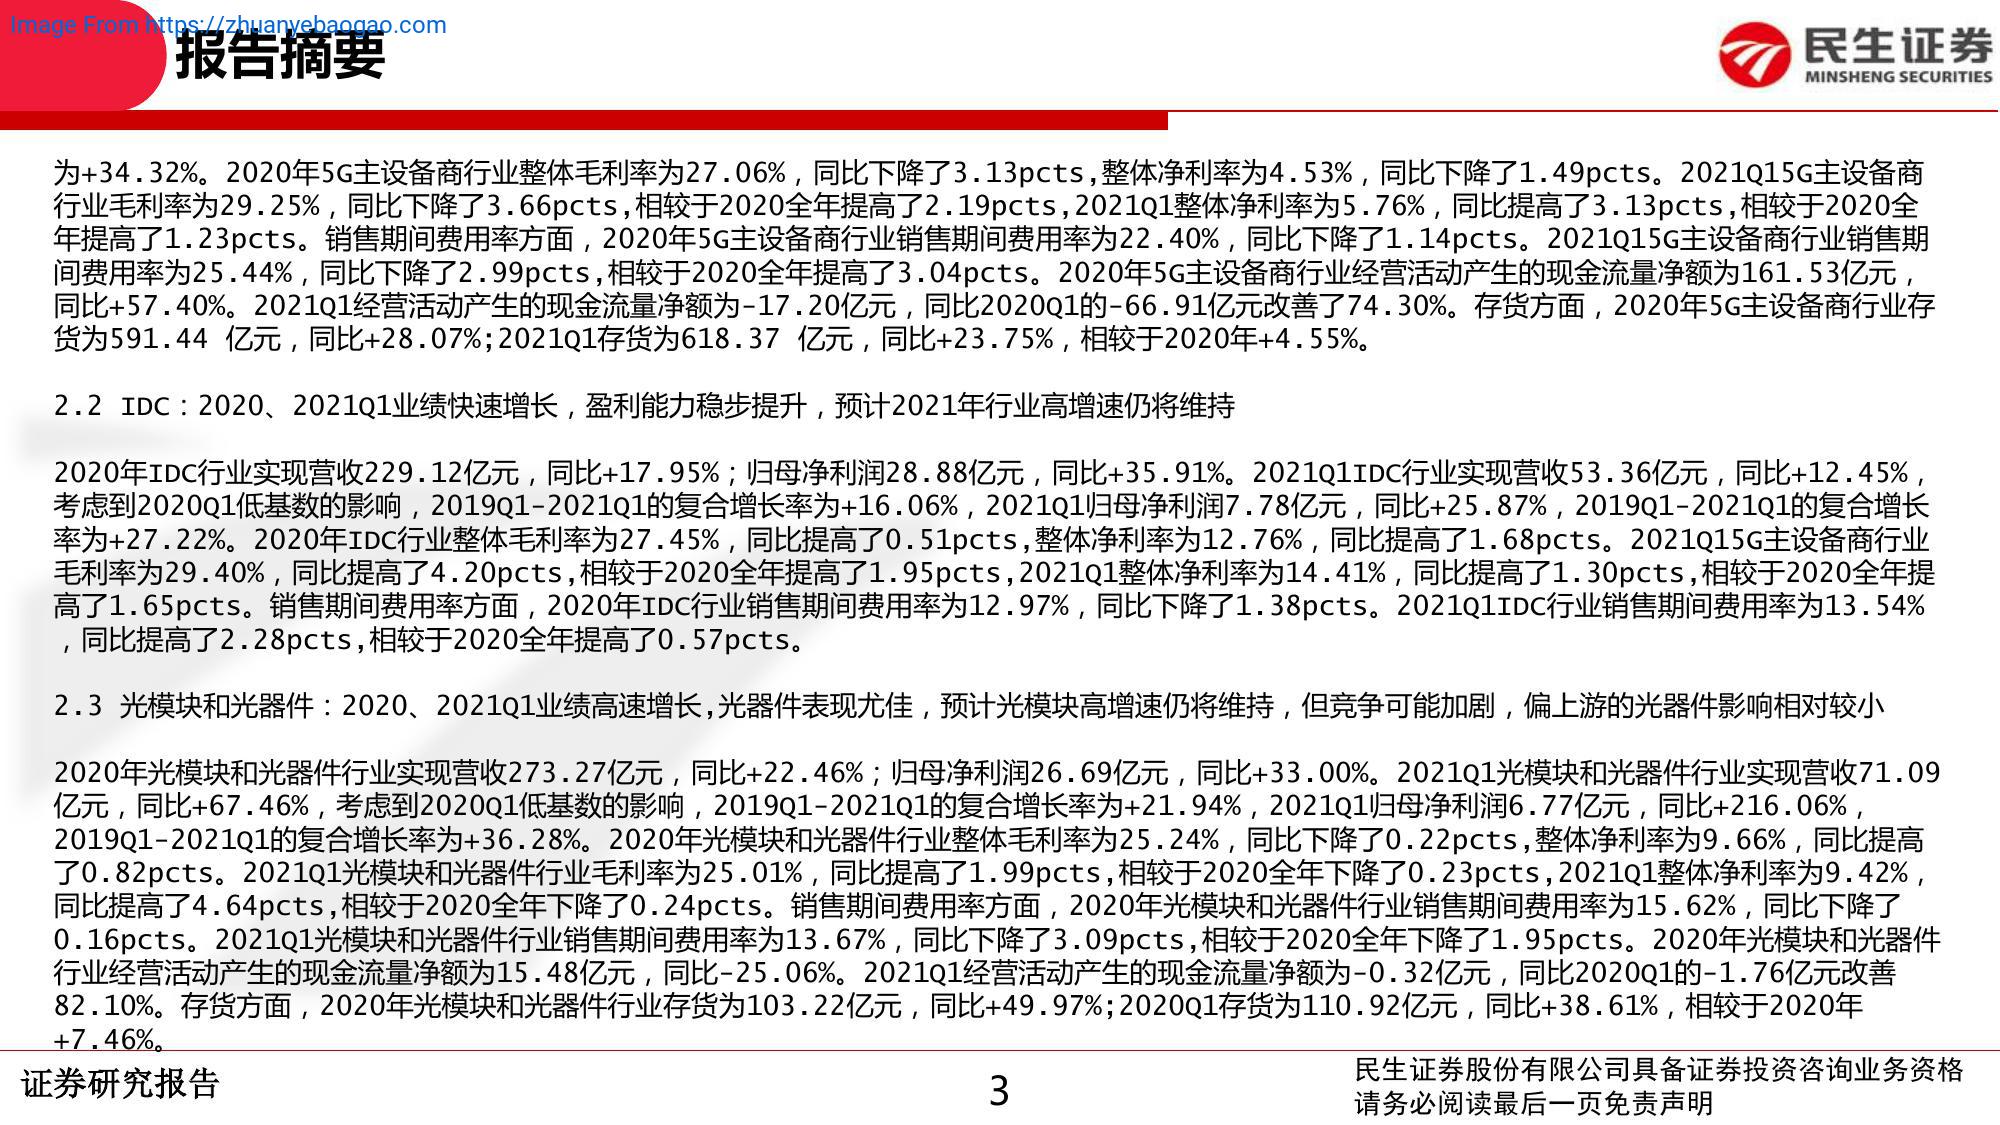 Image From https://zhuanyebaogao.com
报告摘要
民生证券
MINSHENG SECURITIES
为+34.32%。2020年5G主设备商行业整体毛利率为27.06%，同比下降了3.13pcts,整体净利率为4.53%，同比下降了1.49pcts。2021Q15G主设备商
行业毛利率为29.25%，同比下降了3.66pcts,相较于2020全年提高了2.19pcts,2021Q1整体净利率为5.76%，同比提高了3.13pcts,相较于2020全
年提高了1.23pcts。销售期间费用率方面，2020年5G主设备商行业销售期间费用率为22.40%，同比下降了1.14pcts。2021Q15G主设备商行业销售期
间费用率为25.44%，同比下降了2.99pcts,相较于2020全年提高了3.04pcts。2020年5G主设备商行业经营活动产生的现金流量净额为161.53亿元，
同比+57.40%。2021Q1经营活动产生的现金流量净额为-17.20亿元，同比2020Q1的-66.91亿元改善了74.30%。存货方面，2020年5G主设备商行业存
货为591.44 亿元，同比+28.07%;2021Q1存货为618.37 亿元，同比+23.75%，相较于2020年+4.55%。
2.2 IDC：2020、2021Q1业绩快速增长，盈利能力稳步提升，预计2021年行业高增速仍将维持
2020年IDC行业实现营收229.12亿元，同比+17.95%；归母净利润28.88亿元，同比+35.91%。2021Q1IDC行业实现营收53.36亿元，同比+12.45%，
考虑到2020Q1低基数的影响，2019Q1-2021Q1的复合增长率为+16.06%，2021Q1归母净利润7.78亿元，同比+25.87%，2019Q1-2021Q1的复合增长
率为+27.22%。2020年IDC行业整体毛利率为27.45%，同比提高了0.51pcts,整体净利率为12.76%，同比提高了1.68pcts。2021Q15G主设备商行业
毛利率为29.40%，同比提高了4.20pcts,相较于2020全年提高了1.95pcts,2021Q1整体净利率为14.41%，同比提高了1.30pcts,相较于2020全年提
高了1.65pcts。销售期间费用率方面，2020年IDC行业销售期间费用率为12.97%，同比下降了1.38pcts。2021Q1IDC行业销售期间费用率为13.54%
，同比提高了2.28pcts,相较于2020全年提高了0.57pcts。
2.3 光模块和光器件：2020、2021Q1业绩高速增长,光器件表现尤佳，预计光模块高增速仍将维持，但竞争可能加剧，偏上游的光器件影响相对较小
2020年光模块和光器件行业实现营收273.27亿元，同比+22.46%；归母净利润26.69亿元，同比+33.00%。2021Q1光模块和光器件行业实现营收71.09
亿元，同比+67.46%，考虑到2020Q1低基数的影响，2019Q1-2021Q1的复合增长率为+21.94%，2021Q1归母净利润6.77亿元，同比+216.06%，
2019Q1-2021Q1的复合增长率为+36.28%。2020年光模块和光器件行业整体毛利率为25.24%，同比下降了0.22pcts,整体净利率为9.66%，同比提高
了0.82pcts。2021Q1光模块和光器件行业毛利率为25.01%，同比提高了1.99pcts,相较于2020全年下降了0.23pcts,2021Q1整体净利率为9.42%，
同比提高了4.64pcts,相较于2020全年下降了0.24pcts。销售期间费用率方面，2020年光模块和光器件行业销售期间费用率为15.62%，同比下降了
0.16pcts。2021Q1光模块和光器件行业销售期间费用率为13.67%，同比下降了3.09pcts,相较于2020全年下降了1.95pcts。2020年光模块和光器件
行业经营活动产生的现金流量净额为15.48亿元，同比-25.06%。2021Q1经营活动产生的现金流量净额为-0.32亿元，同比2020Q1的-1.76亿元改善
82.10%。存货方面，2020年光模块和光器件行业存货为103.22亿元，同比+49.97%;2020Q1存货为110.92亿元，同比+38.61%，相较于2020年
+7.46%。
证券研究报告
3
民生证券股份有限公司具备证券投资咨询业务资格
请务必阅读最后一页免责声明